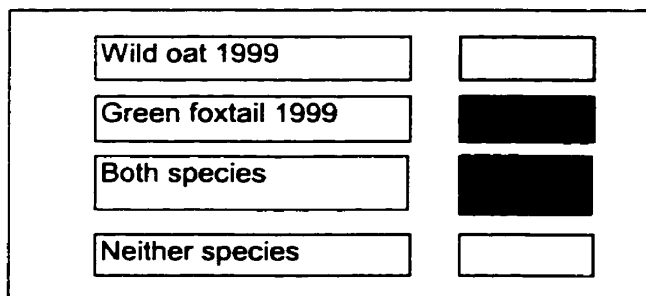 Wild oat 1999
Green foxtail 1999
Both species
Neither species